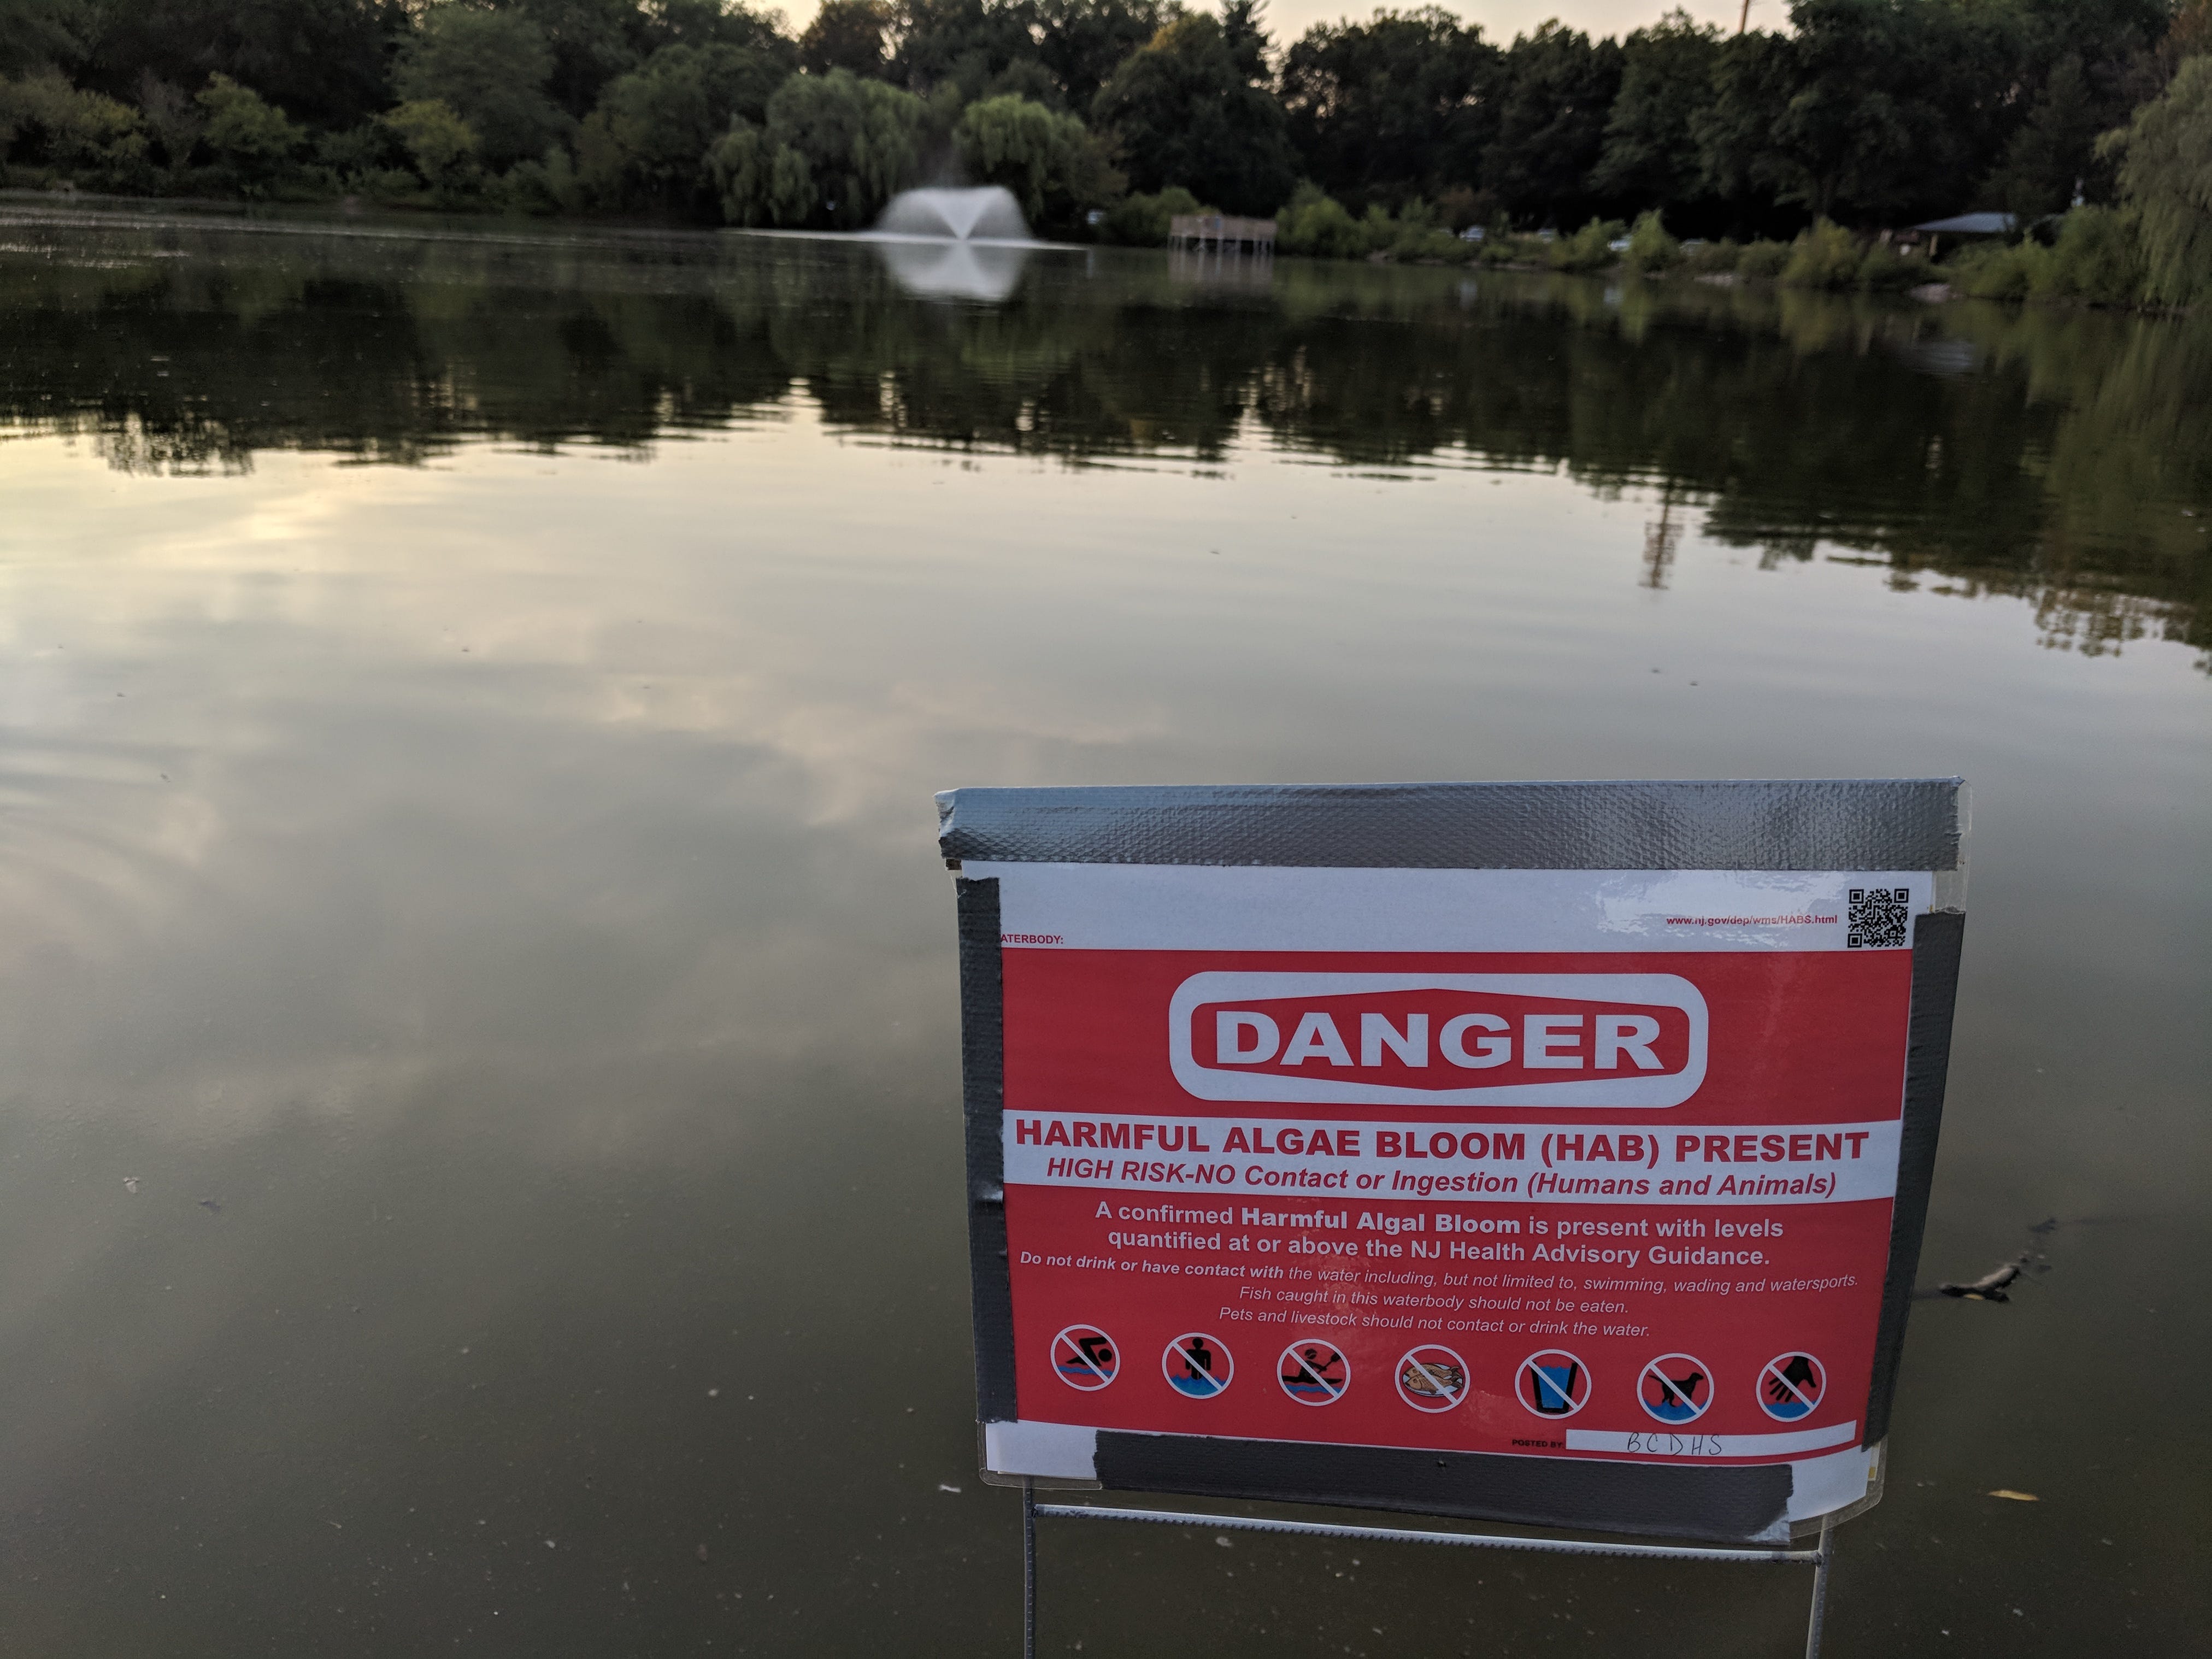 www.nj.gov/dep/wms/HABS.html
ATERBODY:
DANGER
HARMFUL ALGAE BLOOM (HAB) PRESENT
HIGH RISK-NO Contact or Ingestion (Humans and Animals)
A confirmed Harmful Algal Bloom is present with levels
quantified at or above the NJ Health Advisory Guidance.
Do not drink or have contact with the water including, but not limited to, swimming, wading and watersports.
Fish caught in this waterbody should not be eaten.
Pets and livestock should not contact or drink the water.
POSTED BY: BCDHS